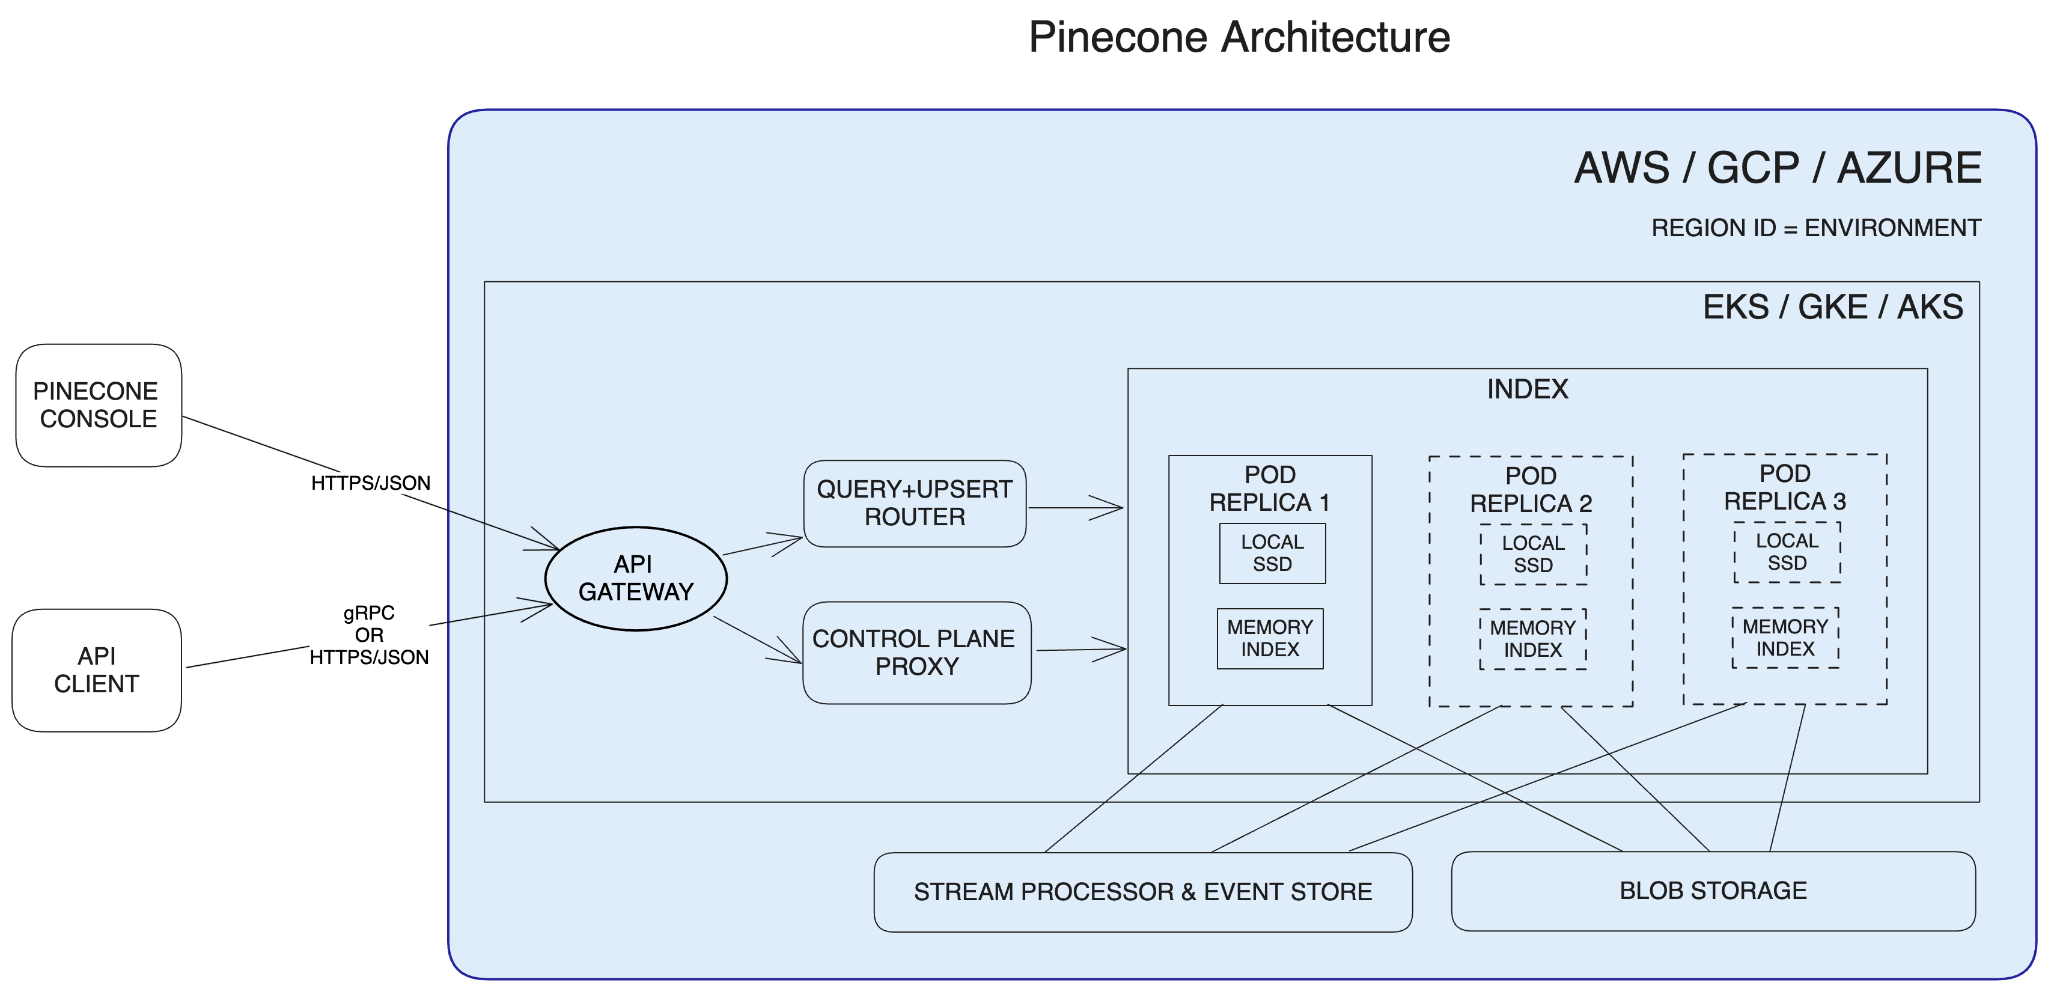 Pinecone Architecture
AWS / GCP / AZURE
REGION ID = ENVIRONMENT
EKS / GKE / AKS
PINECONE
CONSOLE
HTTPS/JSON
API
CLIENT
gRPC
OR
HTTPS/JSON
API
GATEWAY
QUERY+UPSERT
ROUTER
CONTROL PLANE
PROXY
INDEX
POD
REPLICA 1
LOCAL
SSD
MEMORY
INDEX
POD
REPLICA 2
LOCAL
SSD
MEMORY
INDEX
POD
REPLICA 3
LOCAL
SSD
MEMORY
INDEX
STREAM PROCESSOR & EVENT STORE
BLOB STORAGE